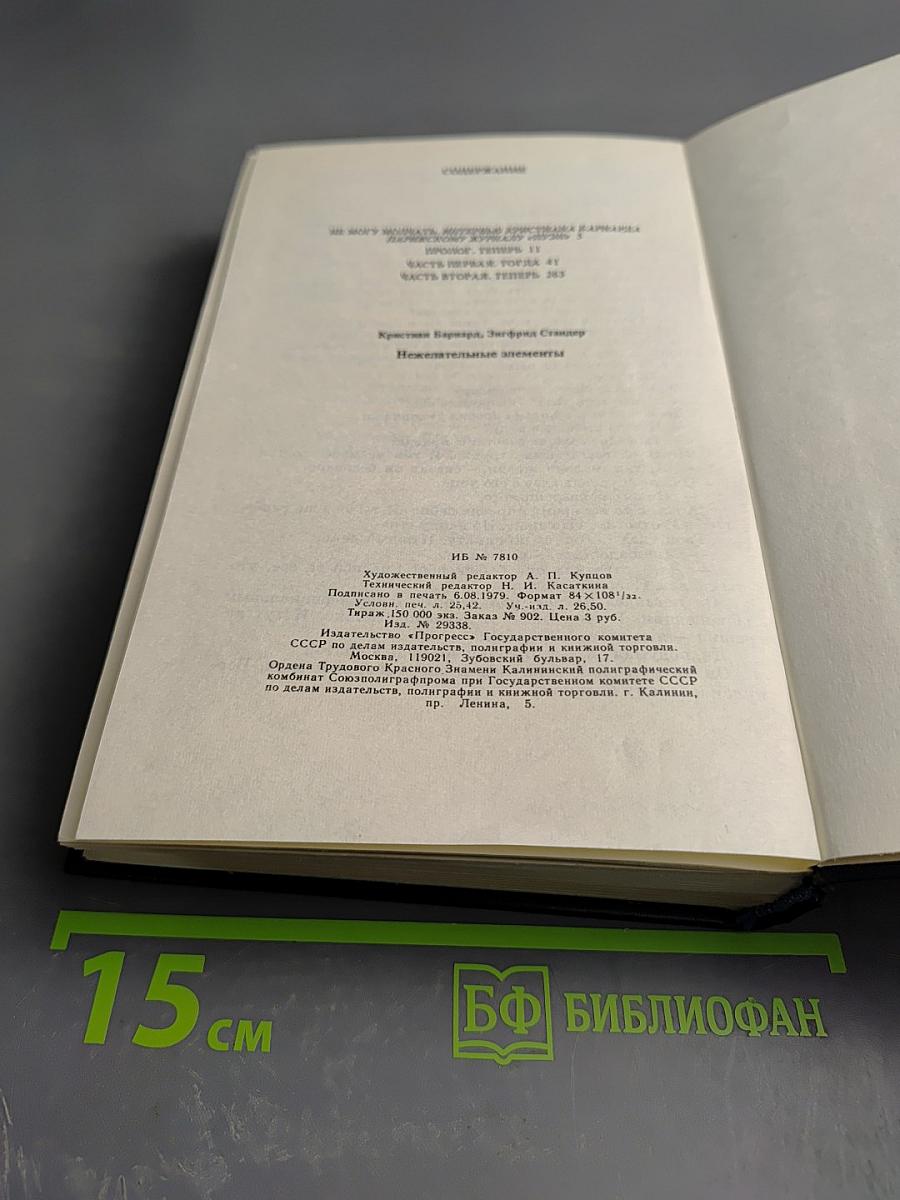 СОДЕРЖАНИЕ
НЕ МОГУ МОЛЧАТЬ. ИНТЕРВЬЮ КРИСТИАНА БАРНАРДА
ПАРИЖСКОМУ ЖУРНАЛУ 5
ПРОЛОГ. ТЕПЕРЬ 11
ЧАСТЬ ПЕРВАЯ. ТОГДА 41
ЧАСТЬ ВТОРАЯ. ТЕПЕРЬ 283
Кристиан Барнард, Зигфрид Стандер
Нежелательные элементы
ИБ № 7810
Художественный редактор А. П. Купцов
Технический редактор Н. И. Касаткина
Подписано в печать 6.08.1979. Формат 84×108¹/₃₂.
Условн. печ. л. 25,42. Уч.-изд. л. 26,50.
Тираж 150 000 экз. Заказ № 902. Цена 3 руб.
Изд. № 29338.
Издательство «Прогресс» Государственного комитета
СССР по делам издательств, полиграфии и книжной торговли.
Москва, 119021, Зубовский бульвар, 17.
Ордена Трудового Красного Знамени Калининский полиграфический
комбинат Союзполиграфпрома при Государственном комитете СССР
по делам издательств, полиграфии и книжной торговли. г. Калинин,
пр. Ленина, 5.
15 см
БФ БИБЛИОФАН